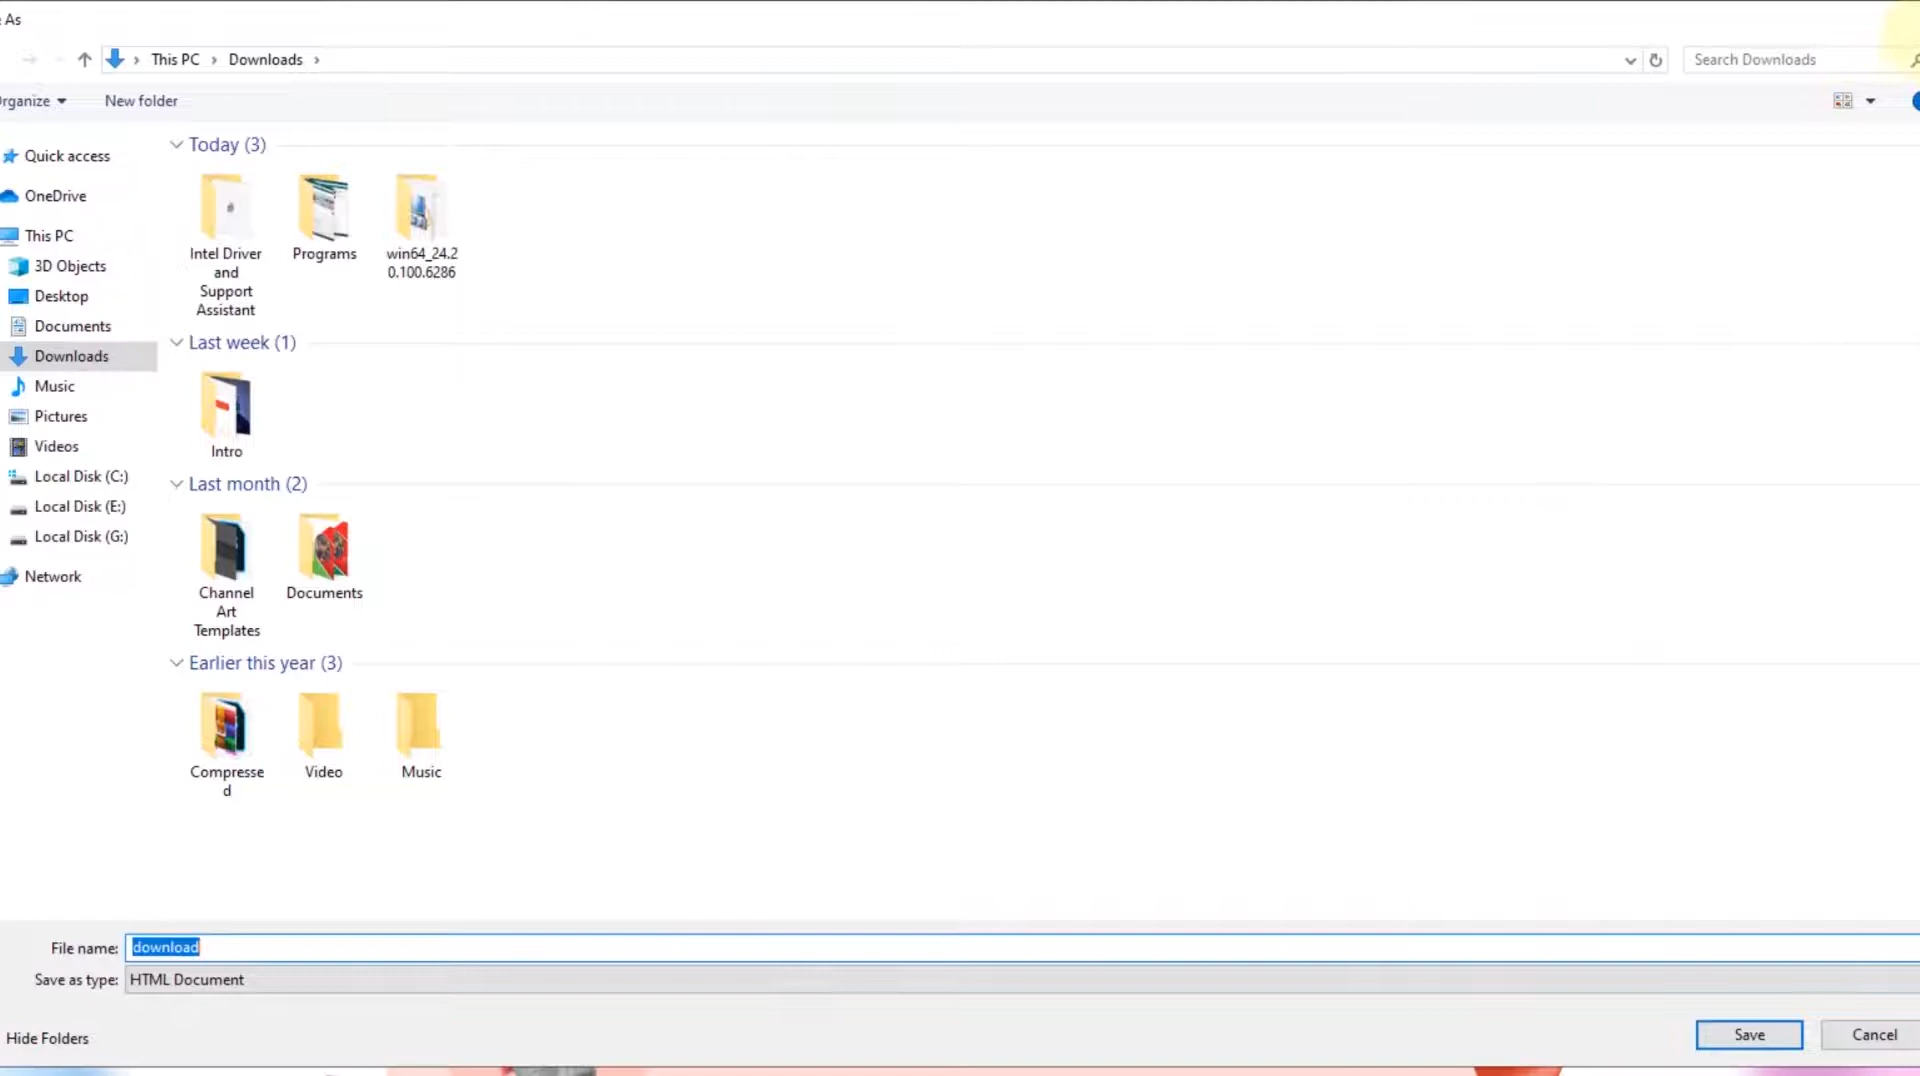 As
This PC
Downloads
Search Downloads
rganize
New folder
Quick access
OneDrive
This PC
3D Objects
Desktop
Documents
Downloads
Music
Pictures
Videos
Local Disk (C:)
Local Disk (E:)
Local Disk (G:)
Network
Today (3)
Intel Driver
and
Support
Assistant
Programs
win64_24.2
0.100.6286
Last week (1)
Intro
Last month (2)
Channel
Art
Templates
Documents
Earlier this year (3)
Compresse
d
Video
Music
File name:
download
Save as type:
HTML Document
Hide Folders
Save
Cancel